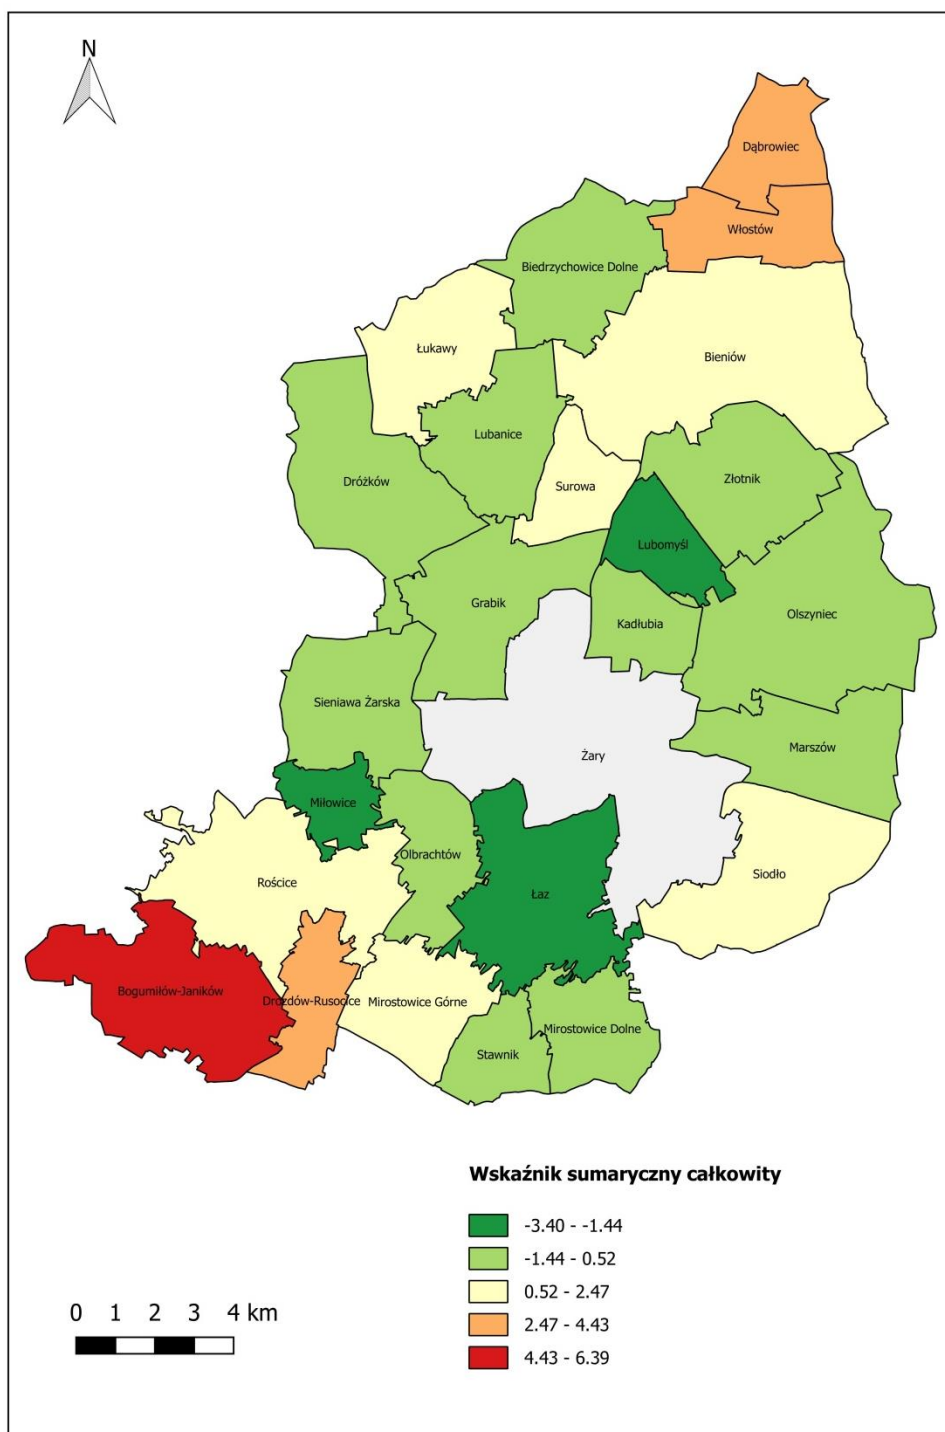 N
Dąbrowiec
Włostów
Biedrzychowice Dolne
Łukawy
Bieniów
Lubanice
Złotnik
Dróżków
Surowa
Lubomyśl
Grabik
Olszyniec
Kadłubia
Sieniawa Żarska
Marszów
Żary
Miłowice
Olbrachtów
Siodło
Rościce
Łaz
Bogumiłów-Janików
Drozdów-Rusocice
Mirostowice Górne
Mirostowice Dolne
Stawnik
Wskaźnik sumaryczny całkowity
-3.40 - -1.44
-1.44 - 0.52
0.52 - 2.47
2.47 - 4.43
4.43 - 6.39
0 1 2 3 4 km